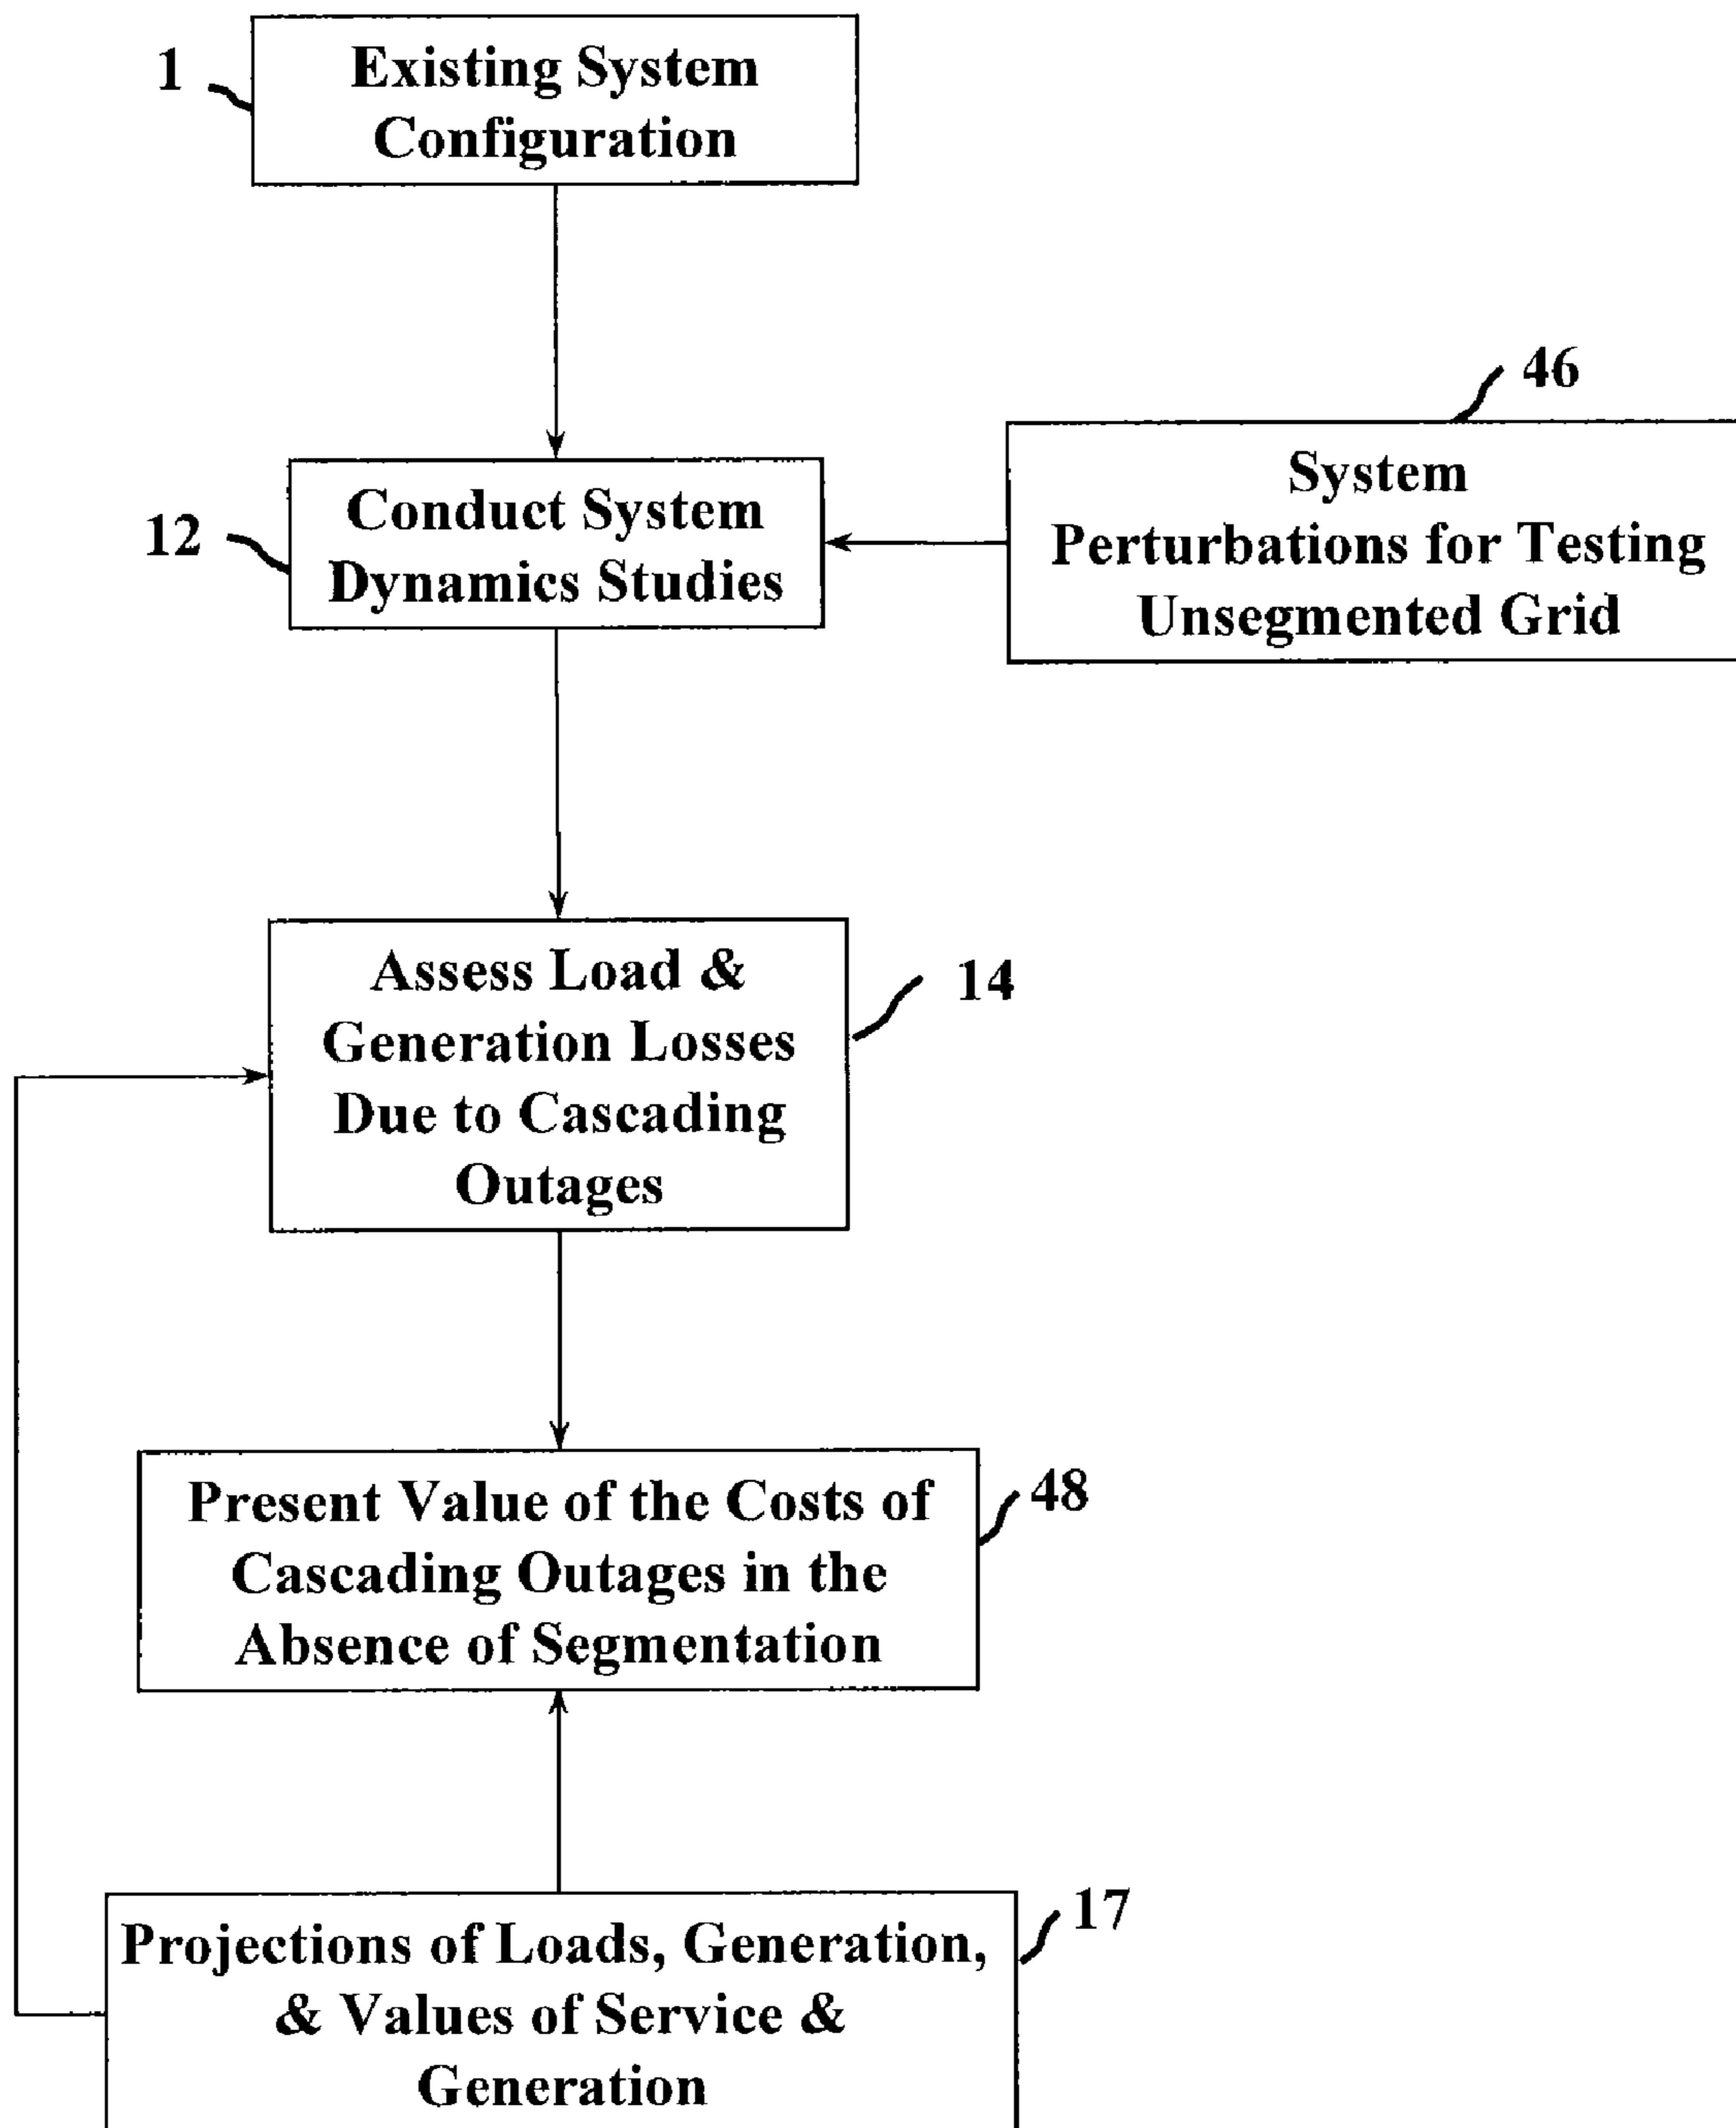 1
Existing System
Configuration
46
System
Perturbations for Testing
Unsegmented Grid
12
Conduct System
Dynamics Studies
14
Assess Load &
Generation Losses
Due to Cascading
Outages
48
Present Value of the Costs of
Cascading Outages in the
Absence of Segmentation
17
Projections of Loads, Generation,
& Values of Service &
Generation